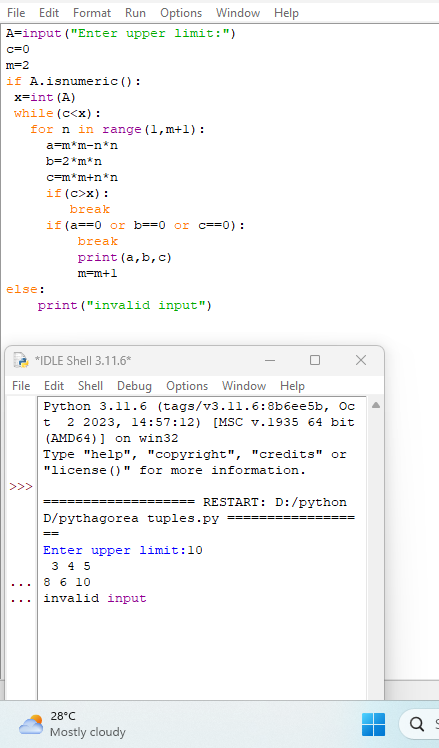 File Edit Format Run Options Window Help
A=input("Enter upper limit:")
c=0
m=2
if A.isnumeric():
 x=int(A)
 while(c<x):
   for n in range(1,m+1):
     a=m*m-n*n
     b=2*m*n
     c=m*m+n*n
     if(c>x):
        break
     if(a==0 or b==0 or c==0):
         break
         print(a,b,c)
         m=m+1
else:
    print("invalid input")
*IDLE Shell 3.11.6*
File Edit Shell Debug Options Window Help
Python 3.11.6 (tags/v3.11.6:8b6ee5b, Oc
t  2 2023, 14:57:12) [MSC v.1935 64 bit
(AMD64)] on win32
Type "help", "copyright", "credits" or
"license()" for more information.
>>>
=================== RESTART: D:/python
D/pythagorea tuples.py ================
==
Enter upper limit:10
 3 4 5
... 8 6 10
... invalid input
28°C
Mostly cloudy